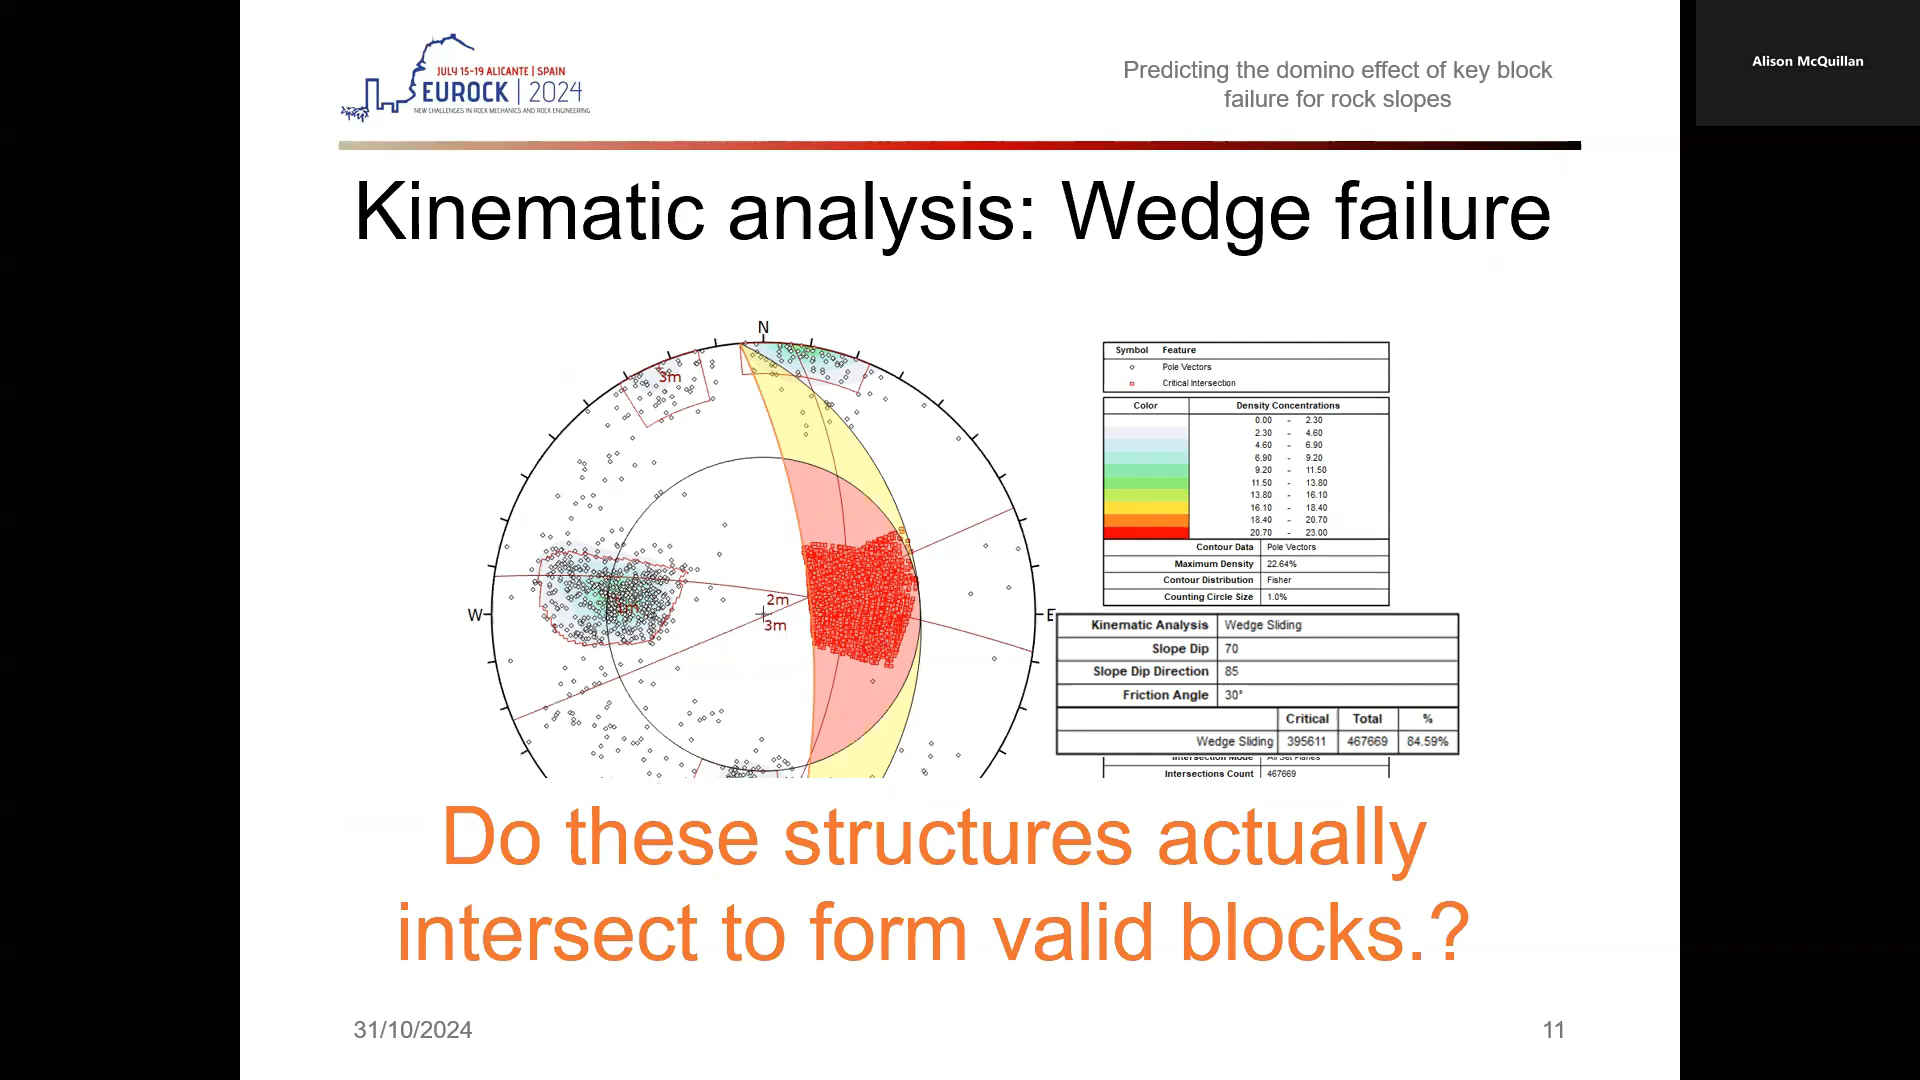 Alison McQuillan
JULY 15-19 ALICANTE | SPAIN
EUROCK | 2024
NEW CHALLENGES IN ROCK MECHANICS AND ROCK ENGINEERING
Predicting the domino effect of key block
failure for rock slopes
Kinematic analysis: Wedge failure
N
3m
W
1m
2m
3m
E
Symbol Feature
Pole Vectors
Critical Intersection
Color Density Concentrations
0.00 - 2.30
2.30 - 4.60
4.60 - 6.90
6.90 - 9.20
9.20 - 11.50
11.50 - 13.80
13.80 - 16.10
16.10 - 18.40
18.40 - 20.70
20.70 - 23.00
Contour Data Pole Vectors
Maximum Density 22.64%
Contour Distribution Fisher
Counting Circle Size 1.0%
Kinematic Analysis Wedge Sliding
Slope Dip 70
Slope Dip Direction 85
Friction Angle 30°
Critical Total %
Wedge Sliding 395611 467669 84.59%
Intersection Mode All Set Planes
Intersections Count 467669
Do these structures actually
intersect to form valid blocks.?
31/10/2024
11